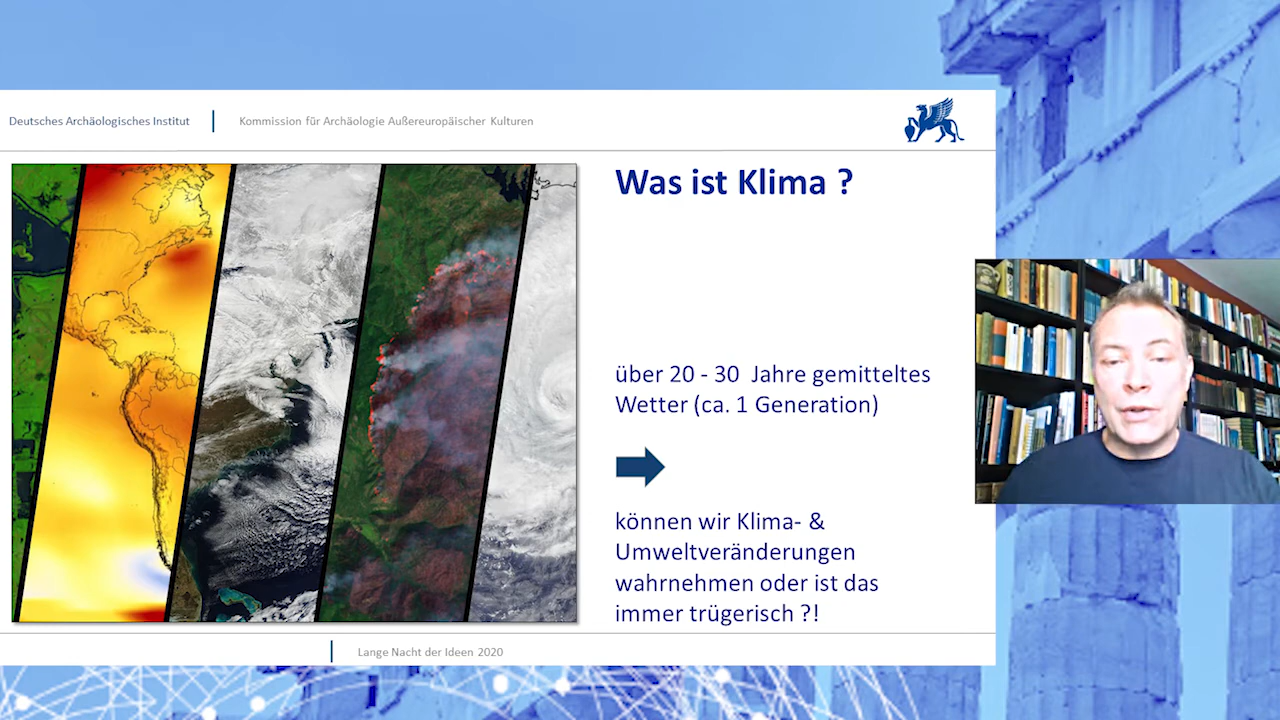 Deutsches Archäologisches Institut
Kommission für Archäologie Außereuropäischer Kulturen
Was ist Klima ?
über 20 - 30 Jahre gemitteltes
Wetter (ca. 1 Generation)
können wir Klima- &
Umweltveränderungen
wahrnehmen oder ist das
immer trügerisch ?!
Lange Nacht der Ideen 2020